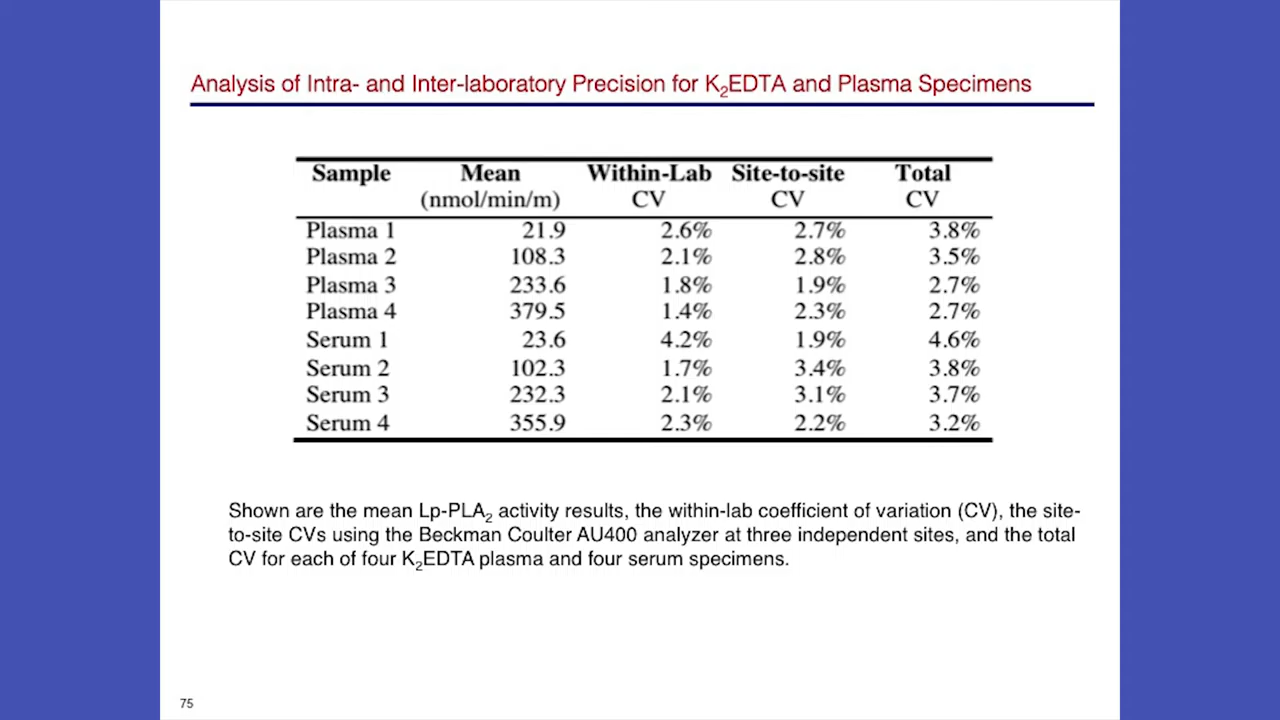 Analysis of Intra- and Inter-laboratory Precision for K₂EDTA and Plasma Specimens
Sample Mean Within-Lab Site-to-site Total
(nmol/min/m) CV CV CV
Plasma 1 21.9 2.6% 2.7% 3.8%
Plasma 2 108.3 2.1% 2.8% 3.5%
Plasma 3 233.6 1.8% 1.9% 2.7%
Plasma 4 379.5 1.4% 2.3% 2.7%
Serum 1 23.6 4.2% 1.9% 4.6%
Serum 2 102.3 1.7% 3.4% 3.8%
Serum 3 232.3 2.1% 3.1% 3.7%
Serum 4 355.9 2.3% 2.2% 3.2%
Shown are the mean Lp-PLA₂ activity results, the within-lab coefficient of variation (CV), the site-
to-site CVs using the Beckman Coulter AU400 analyzer at three independent sites, and the total
CV for each of four K₂EDTA plasma and four serum specimens.
75